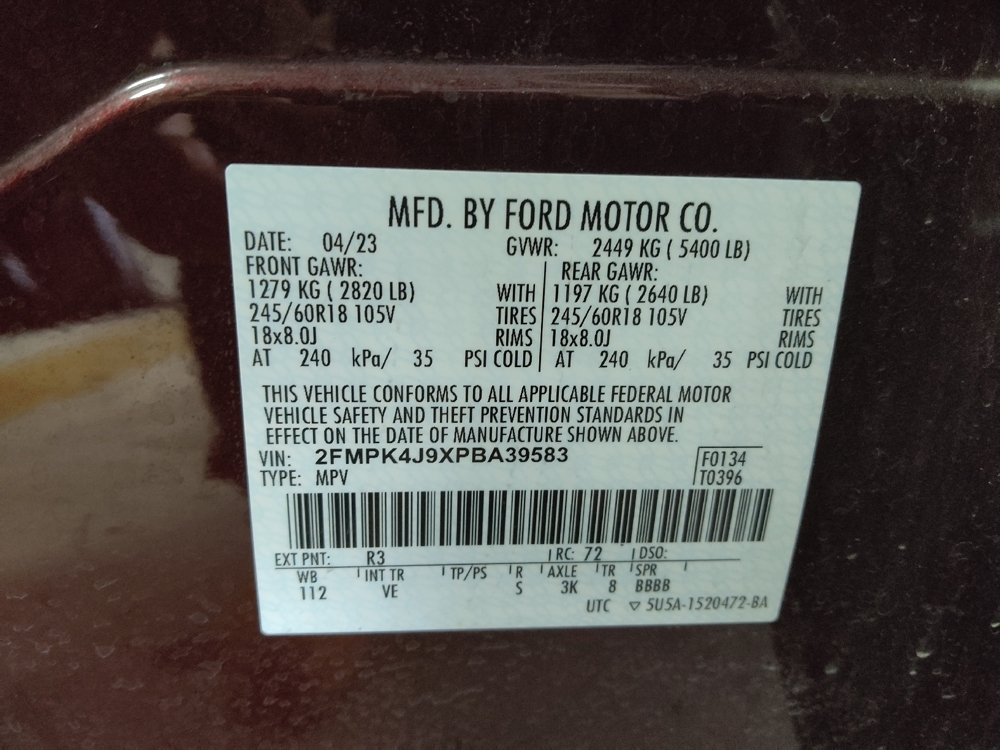 MFD. BY FORD MOTOR CO.
DATE: 04/23 GVWR: 2449 KG ( 5400 LB)
FRONT GAWR: REAR GAWR:
1279 KG ( 2820 LB) WITH 1197 KG ( 2640 LB) WITH
245/60R18 105V TIRES 245/60R18 105V TIRES
18x8.0J RIMS 18x8.0J RIMS
AT 240 kPa/ 35 PSI COLD AT 240 kPa/ 35 PSI COLD
THIS VEHICLE CONFORMS TO ALL APPLICABLE FEDERAL MOTOR
VEHICLE SAFETY AND THEFT PREVENTION STANDARDS IN
EFFECT ON THE DATE OF MANUFACTURE SHOWN ABOVE.
VIN: 2FMPK4J9XPBA39583 F0134
TYPE: MPV T0396
EXT PNT: R3 RC: 72 DSO:
WB INT TR TP/PS R AXLE TR SPR
112 VE S 3K 8 BBBB
UTC ▽ 5U5A-1520472-BA